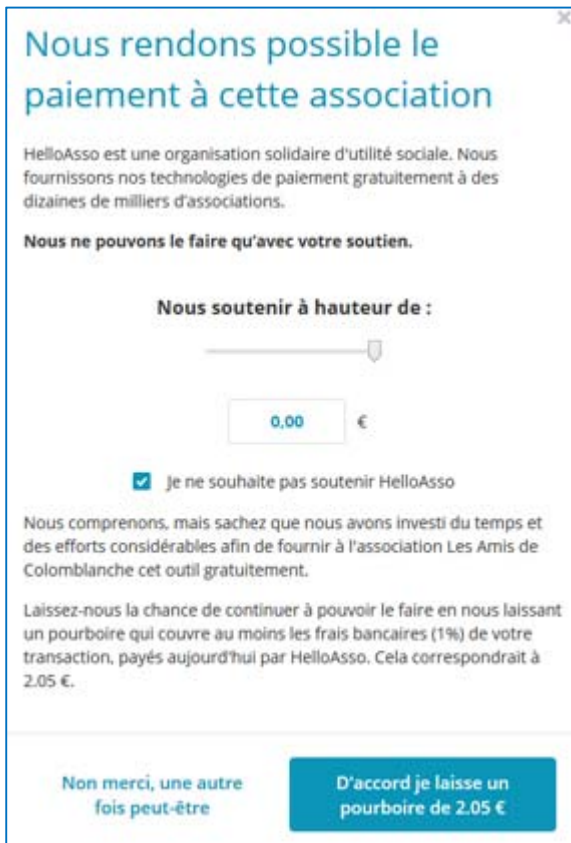 Nous rendons possible le
paiement à cette association
HelloAsso est une organisation solidaire d'utilité sociale. Nous
fournissons nos technologies de paiement gratuitement à des
dizaines de milliers d'associations.
Nous ne pouvons le faire qu'avec votre soutien.
Nous soutenir à hauteur de :
0,00 €
Je ne souhaite pas soutenir HelloAsso
Nous comprenons, mais sachez que nous avons investi du temps et
des efforts considérables afin de fournir à l'association Les Amis de
Colomblanche cet outil gratuitement.
Laissez-nous la chance de continuer à pouvoir le faire en nous laissant
un pourboire qui couvre au moins les frais bancaires (1%) de votre
transaction, payés aujourd'hui par HelloAsso. Cela correspondrait à
2.05 €.
Non merci, une autre
fois peut-être
D'accord je laisse un
pourboire de 2.05 €